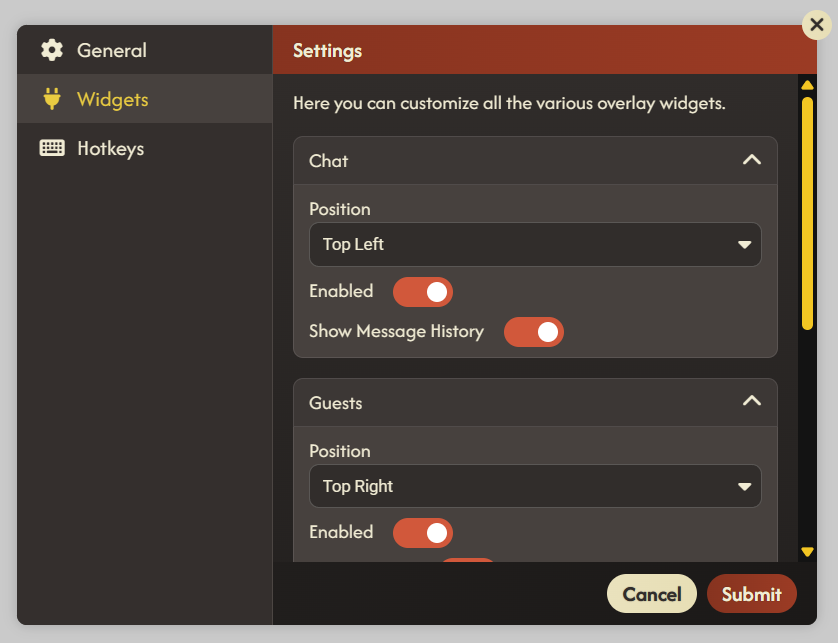 General
Widgets
Hotkeys
Settings
Here you can customize all the various overlay widgets.
Chat
Position
Top Left
Enabled
Show Message History
Guests
Position
Top Right
Enabled
Cancel
Submit